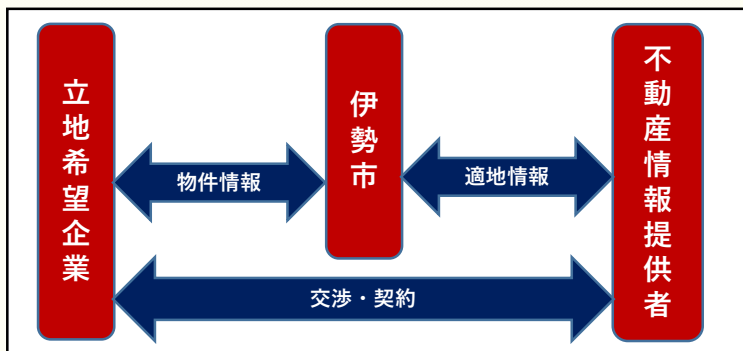 立地希望企業
物件情報
伊勢市
適地情報
不動産情報提供者
交渉・契約